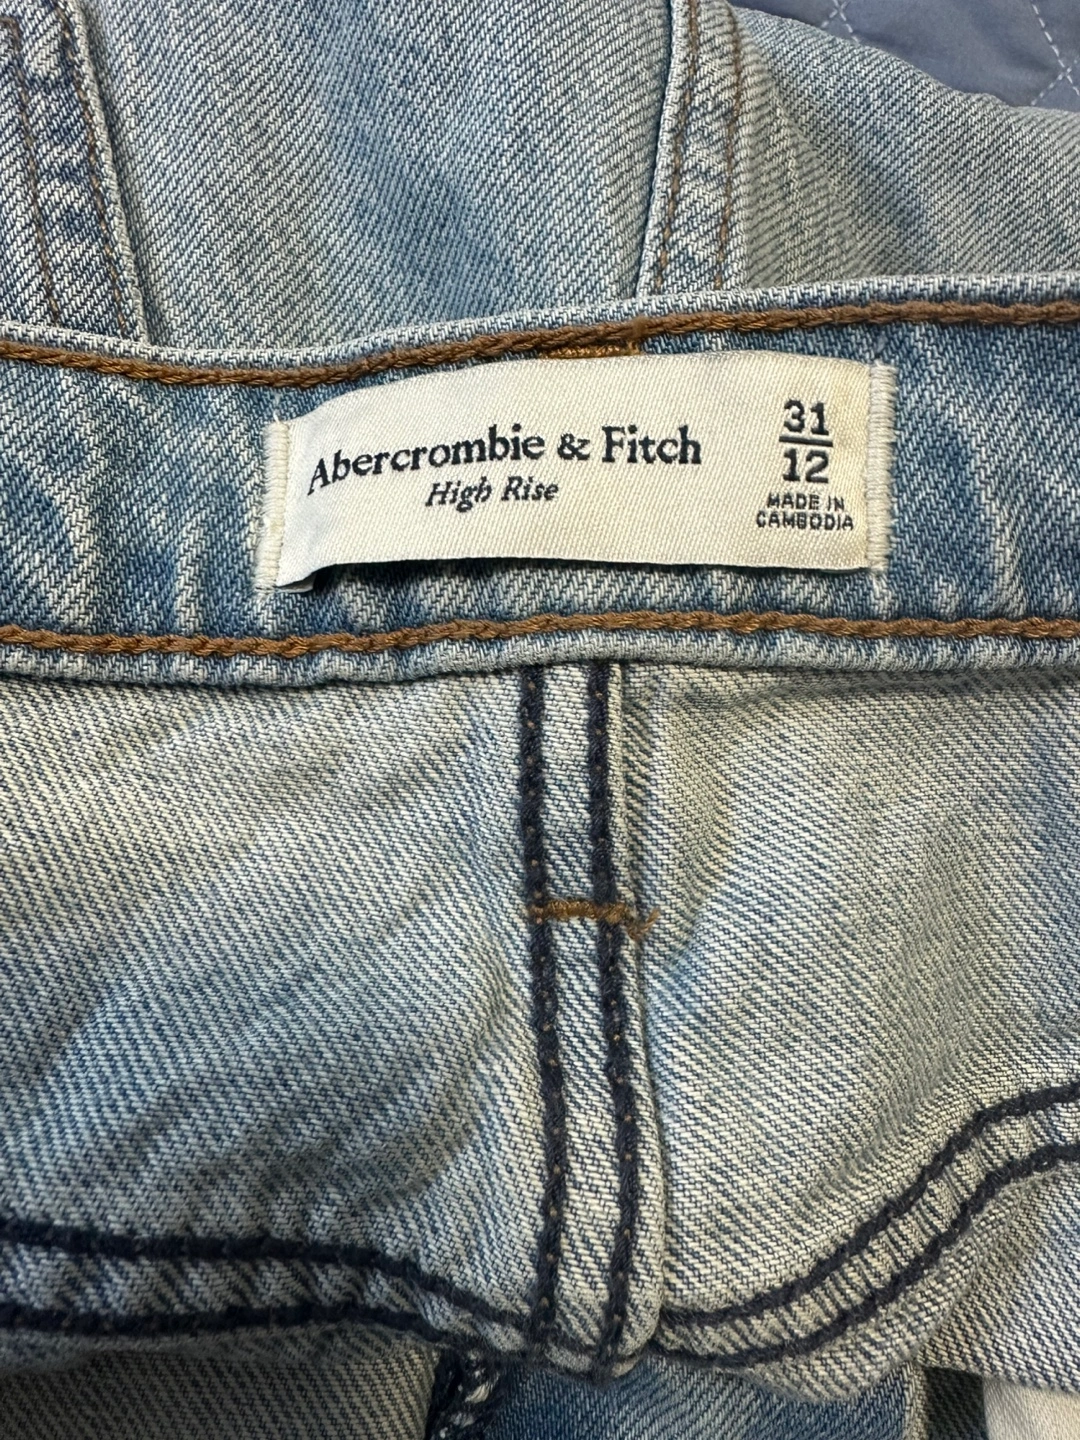 Abercrombie & Fitch
High Rise
31
12
MADE IN
CAMBODIA